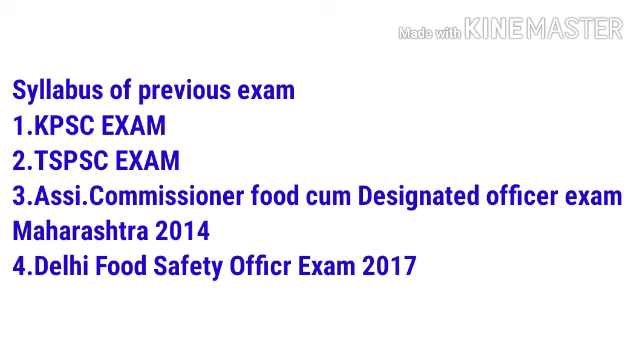 Made with KINEMASTER
Syllabus of previous exam
1.KPSC EXAM
2.TSPSC EXAM
3.Assi.Commissioner food cum Designated officer exam
Maharashtra 2014
4.Delhi Food Safety Officr Exam 2017